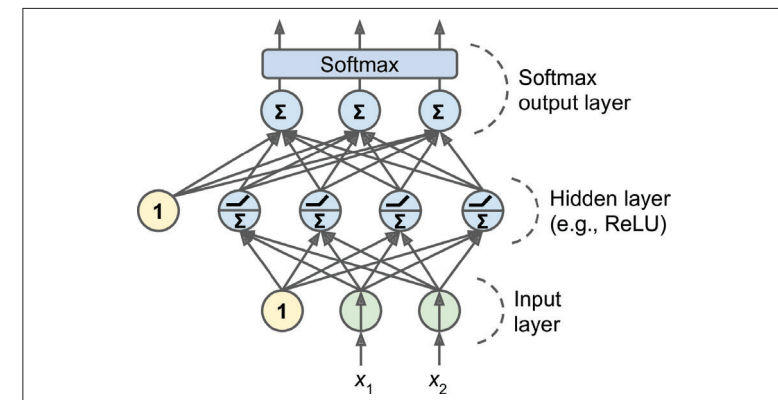 Softmax
Softmax
output layer
Σ
Σ
Σ
1
Σ
Σ
Σ
Σ
Hidden layer
(e.g., ReLU)
1
Input
layer
x1
x2